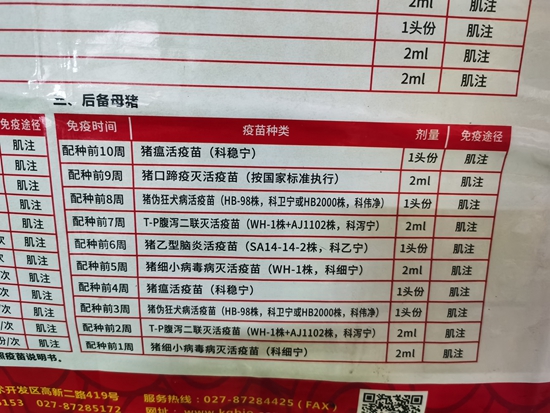 2ml 肌注
1头份 肌注
2ml 肌注
2ml 肌注
三、后备母猪
免疫途径 免疫时间 疫苗种类 剂量 免疫途径
肌注 配种前10周 猪瘟活疫苗（科稳宁） 1头份 肌注
肌注 配种前9周 猪口蹄疫灭活疫苗（按国家标准执行） 2ml 肌注
肌注 配种前8周 猪伪狂犬病活疫苗（HB-98株，科卫宁或HB2000株，科伪净） 1头份 肌注
肌注 配种前7周 T-P腹泻二联灭活疫苗（WH-1株+AJ1102株，科泻宁） 2ml 肌注
肌注 配种前6周 猪乙型脑炎活疫苗（SA14-14-2株，科乙宁） 1头份 肌注
肌注 配种前5周 猪细小病毒病灭活疫苗（WH-1株，科细宁） 2ml 肌注
肌注 配种前4周 猪瘟活疫苗（科稳宁） 1头份 肌注
肌注 配种前3周 猪伪狂犬病活疫苗（HB-98株，科卫宁或HB2000株，科伪净） 1头份 肌注
肌注 配种前2周 T-P腹泻二联灭活疫苗（WH-1株+AJ1102株，科泻宁） 2ml 肌注
肌注 配种前1周 猪细小病毒病灭活疫苗（科细宁） 2ml 肌注
照疫苗说明书。
术开发区高新二路419号 服务热线：027-87284425（FAX）
6153 027-87285172 网址：